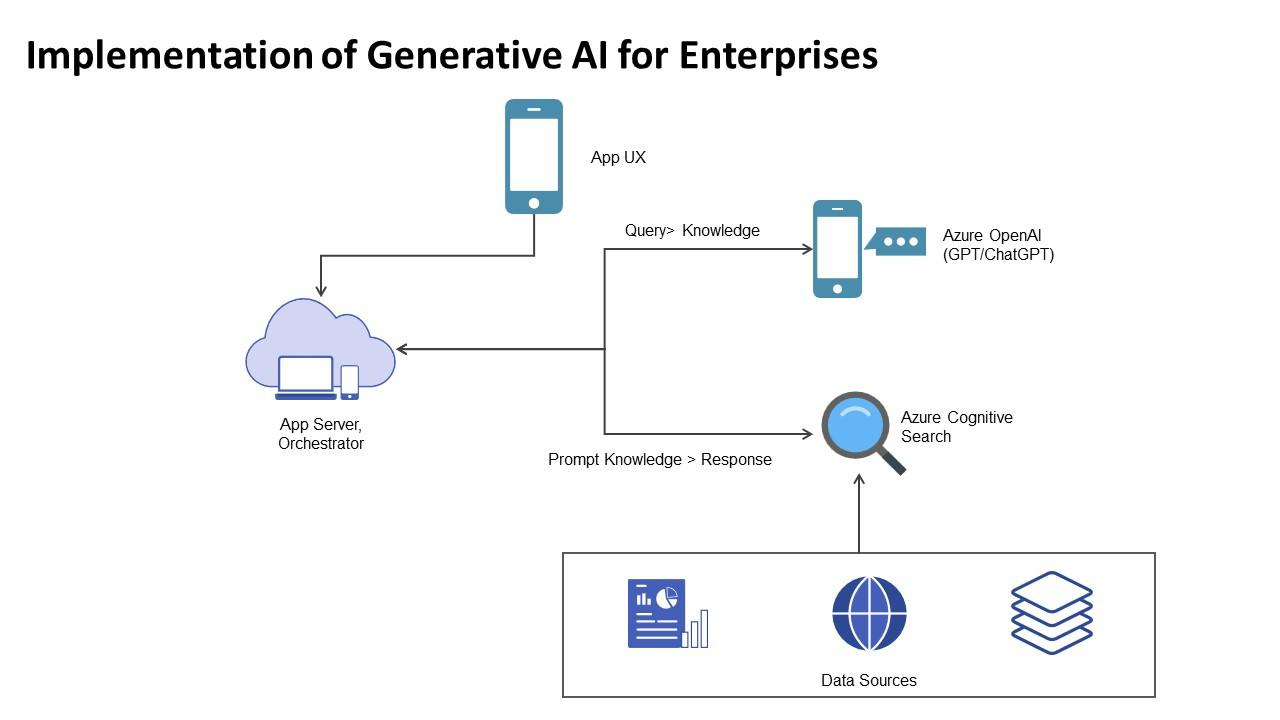 Implementation of Generative AI for Enterprises
App UX
Query> Knowledge
Azure OpenAI
(GPT/ChatGPT)
App Server,
Orchestrator
Azure Cognitive
Search
Prompt Knowledge > Response
Data Sources